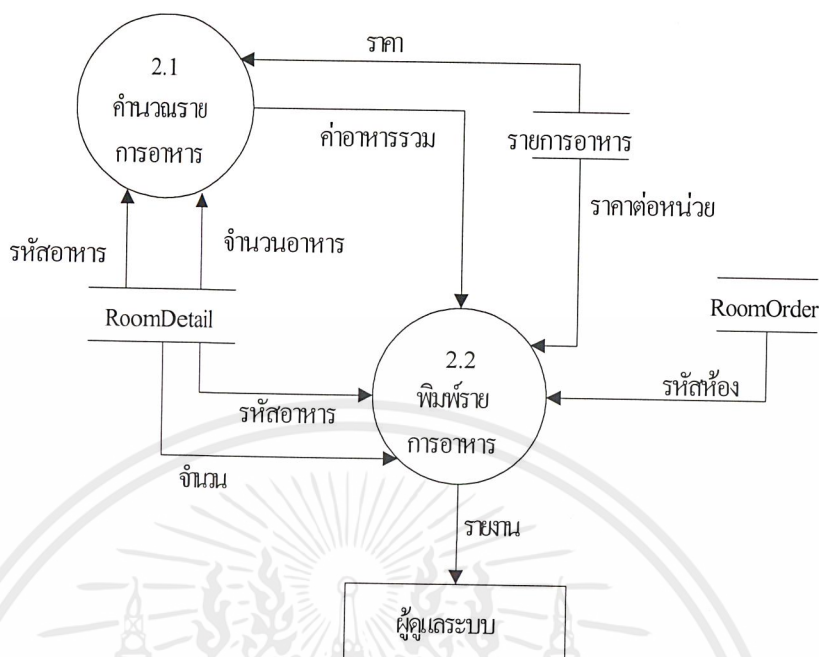 ราคา
2.1
คำนวณราย
การอาหาร
ค่าอาหารรวม
รายการอาหาร
ราคาต่อหน่วย
รหัสอาหาร
จำนวนอาหาร
RoomDetail
RoomOrder
2.2
พิมพ์ราย
การอาหาร
รหัสห้อง
รหัสอาหาร
จำนวน
รายงาน
ผู้ดูแลระบบ